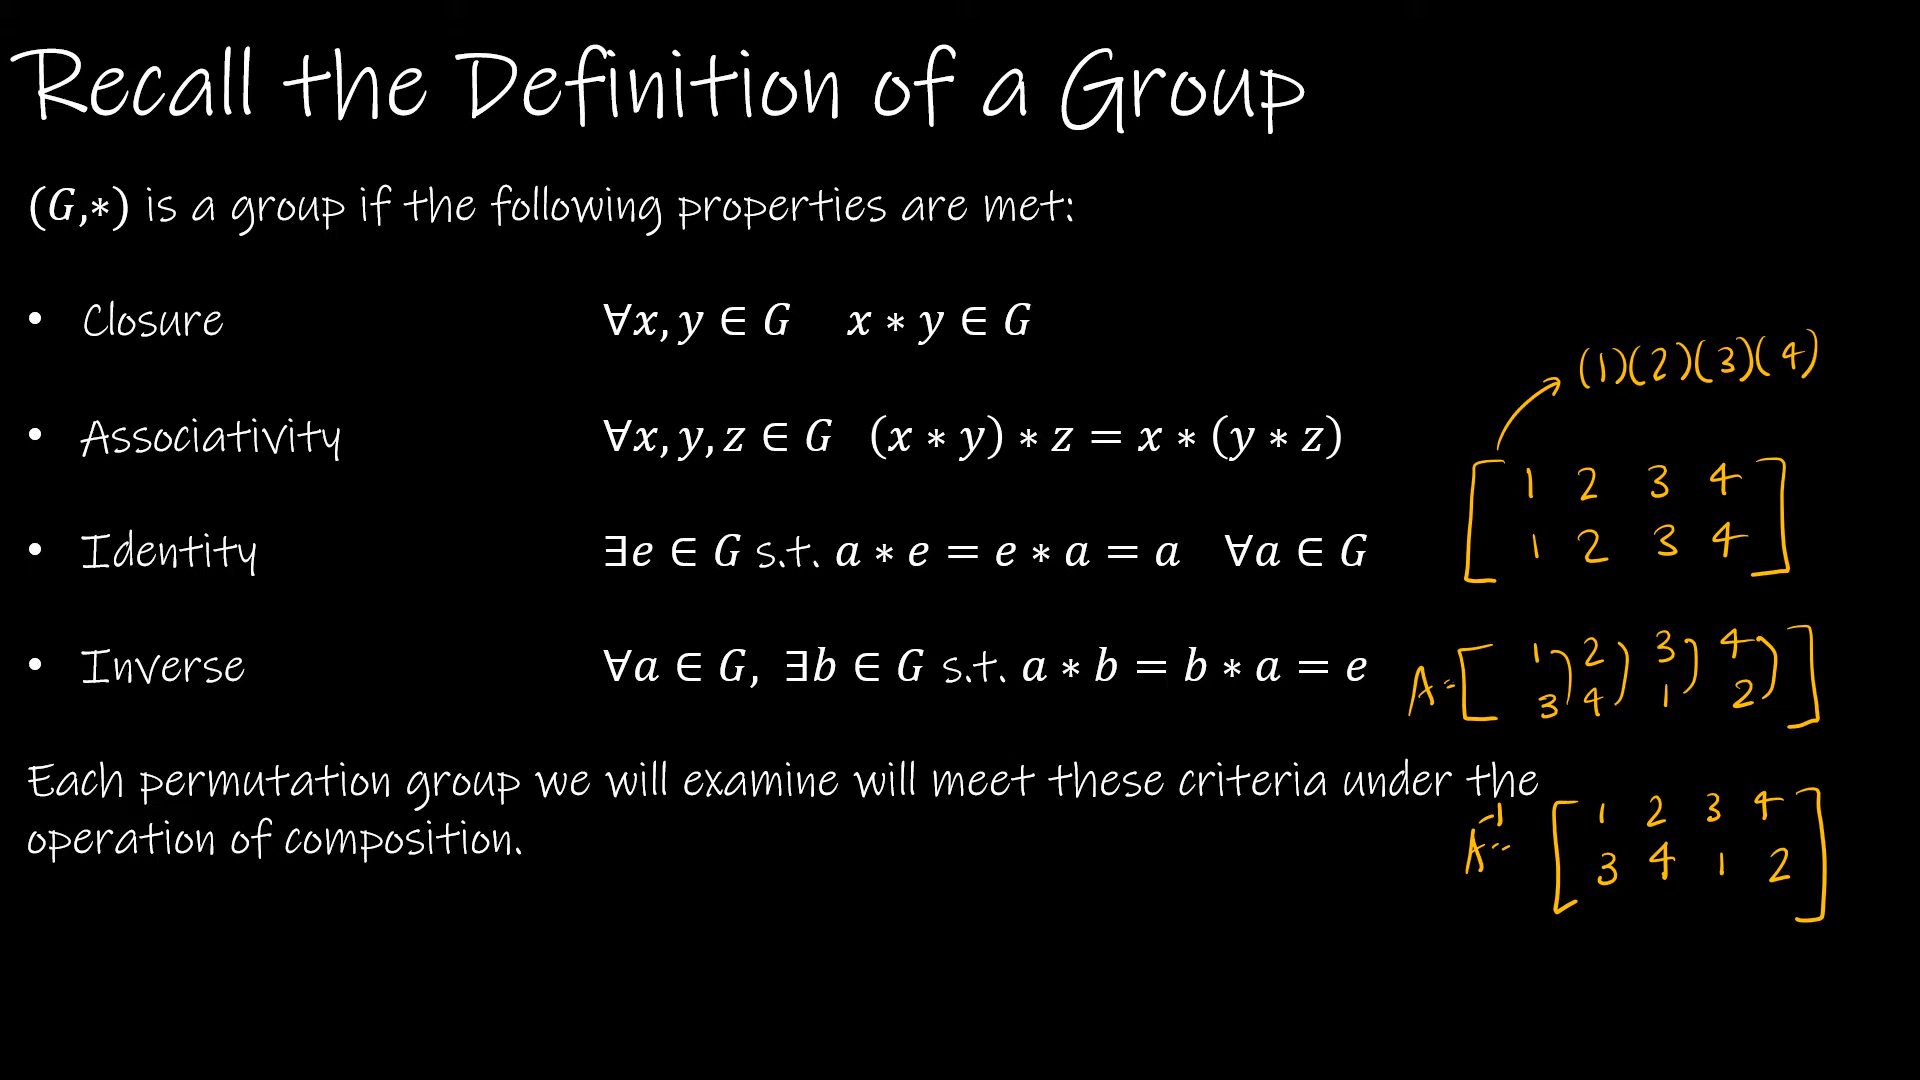 Recall the Definition of a Group
(G,∗) is a group if the following properties are met:
• Closure ∀x, y ∈ G x ∗ y ∈ G
(1)(2)(3)(4)
• Associativity ∀x, y, z ∈ G (x ∗ y) ∗ z = x ∗ (y ∗ z)
1 2 3 4
1 2 3 4
• Identity ∃e ∈ G s.t. a ∗ e = e ∗ a = a ∀a ∈ G
• Inverse ∀a ∈ G, ∃b ∈ G s.t. a ∗ b = b ∗ a = e
A = [ 1 2 3 4 ]
3 4 1 2
Each permutation group we will examine will meet these criteria under the
operation of composition.
A⁻¹ = [ 1 2 3 4 ]
3 4 1 2